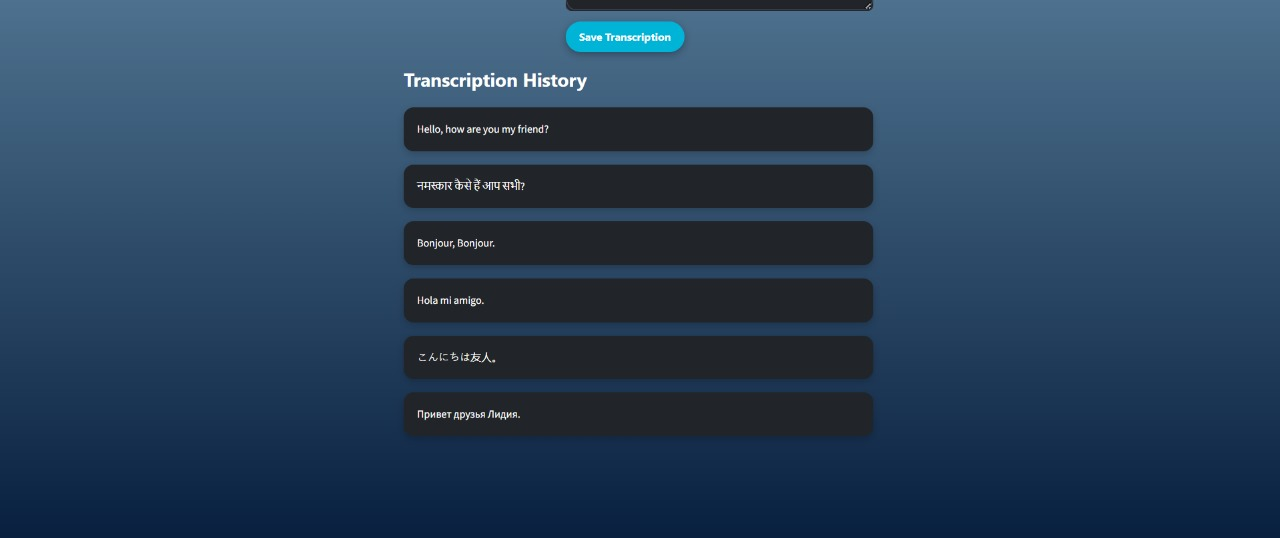 Save Transcription
Transcription History
Hello, how are you my friend?
नमस्कार कैसे हैं आप सभी?
Bonjour, Bonjour.
Hola mi amigo.
こんにちは友人。
Привет друзья Лидия.